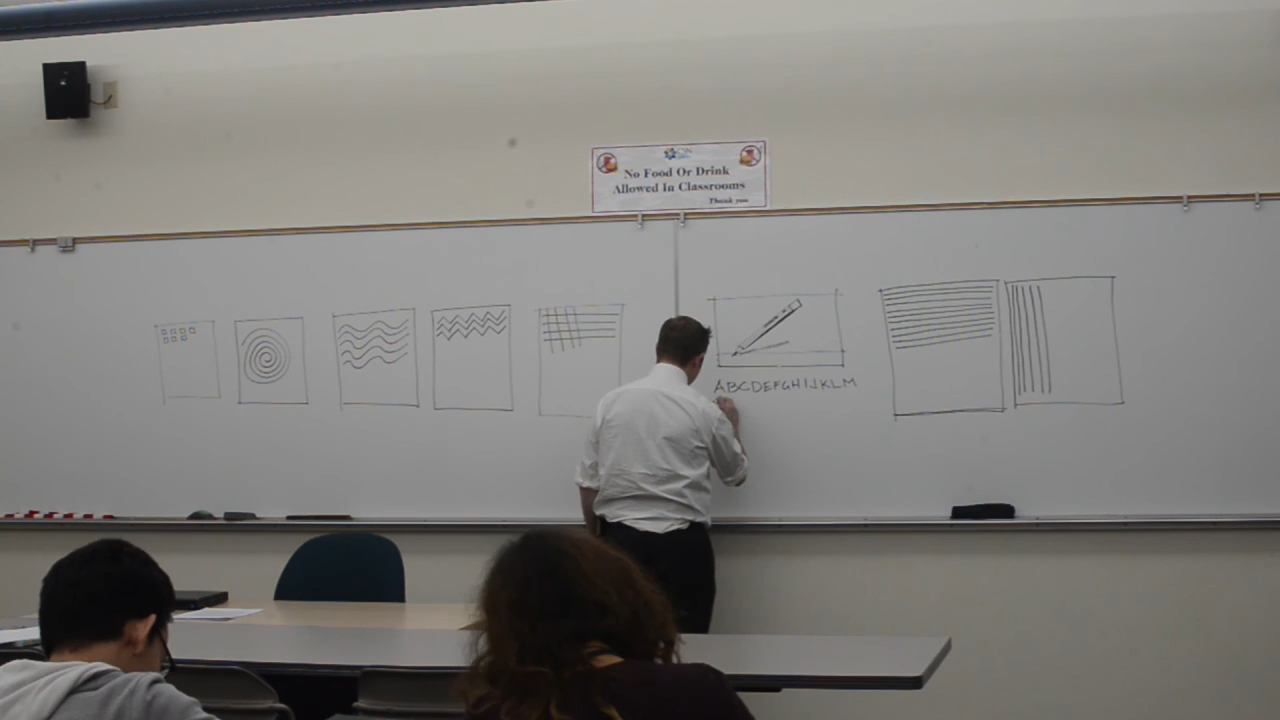 No Food Or Drink
Allowed In Classrooms
Thank you
ABCDEFGHIJKLM